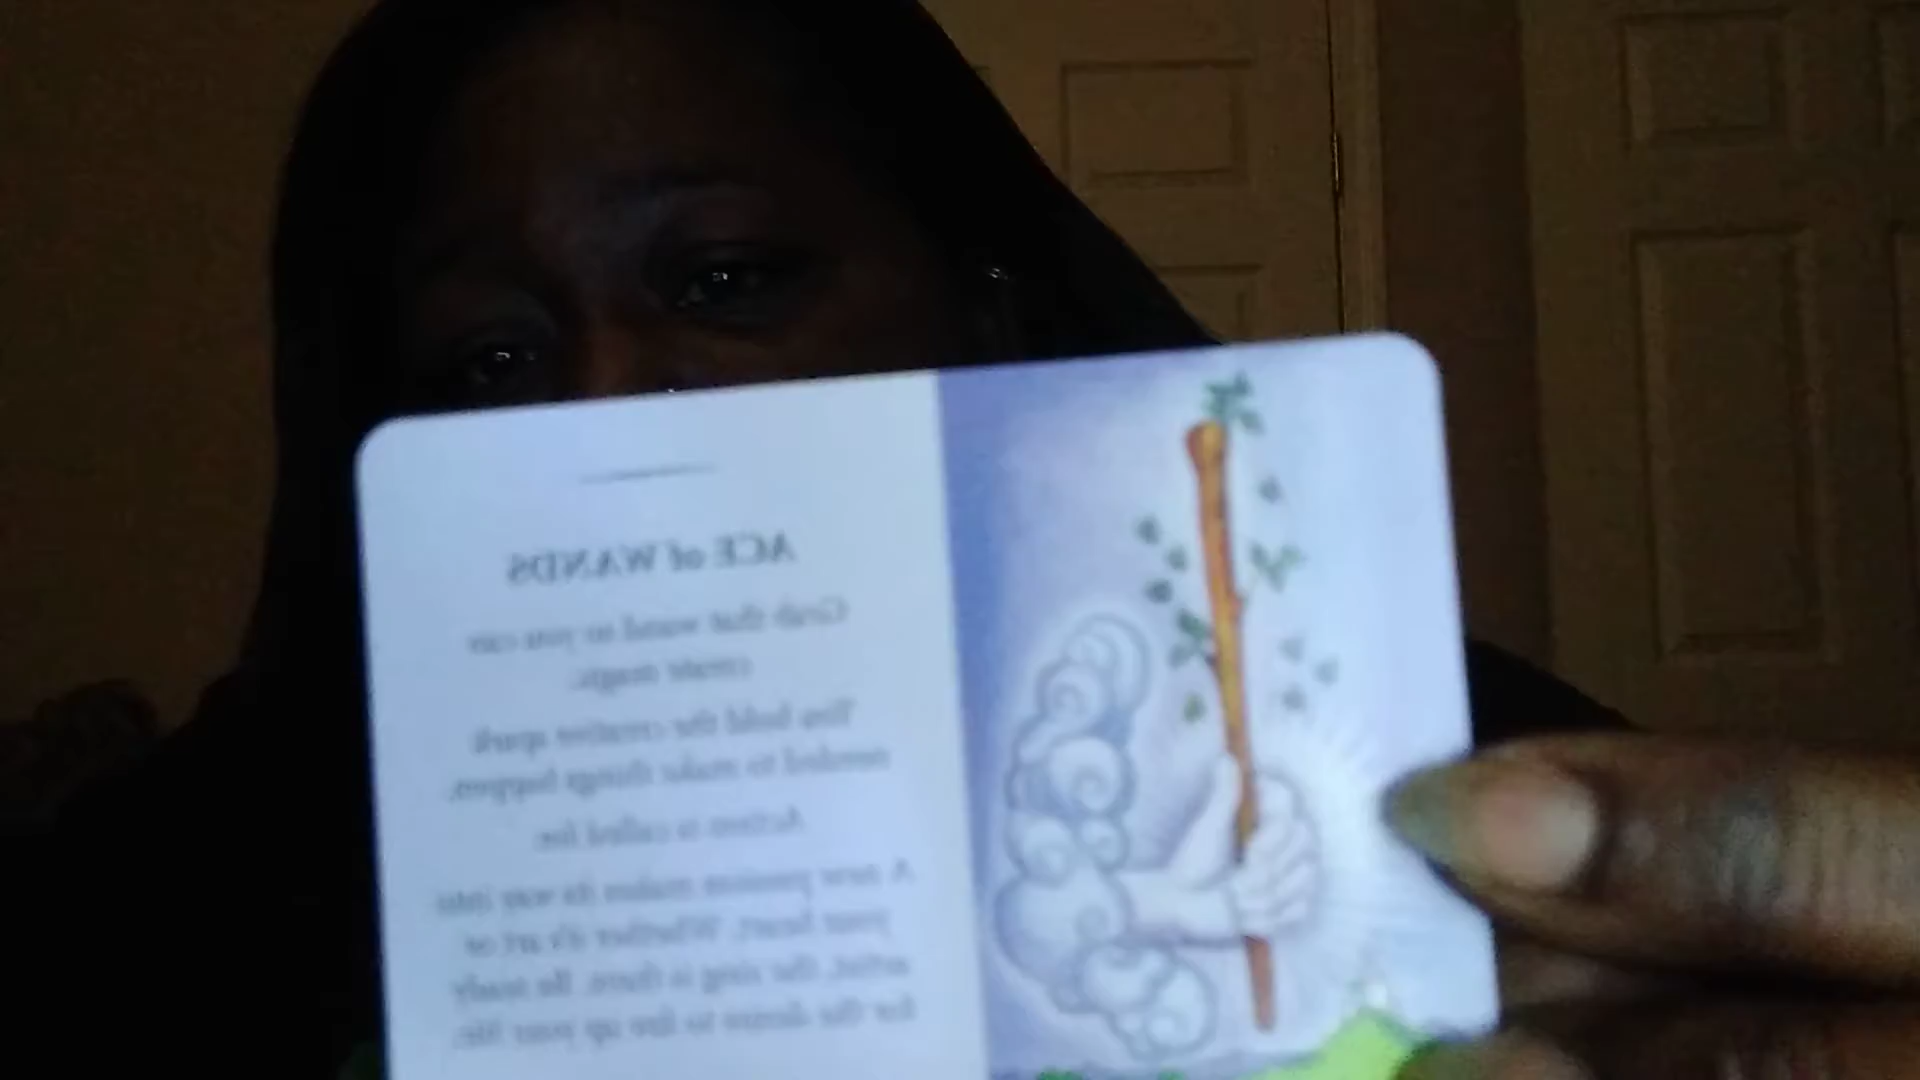 ACE of WANDS
Grab that wand so you can
create magic.
You hold the creative spark
needed to make things happen.
Action is called for.
A new passion makes its way into
your heart. Whether it's art or
artist, the zing is there. Be ready
for the desire to fire up your life.